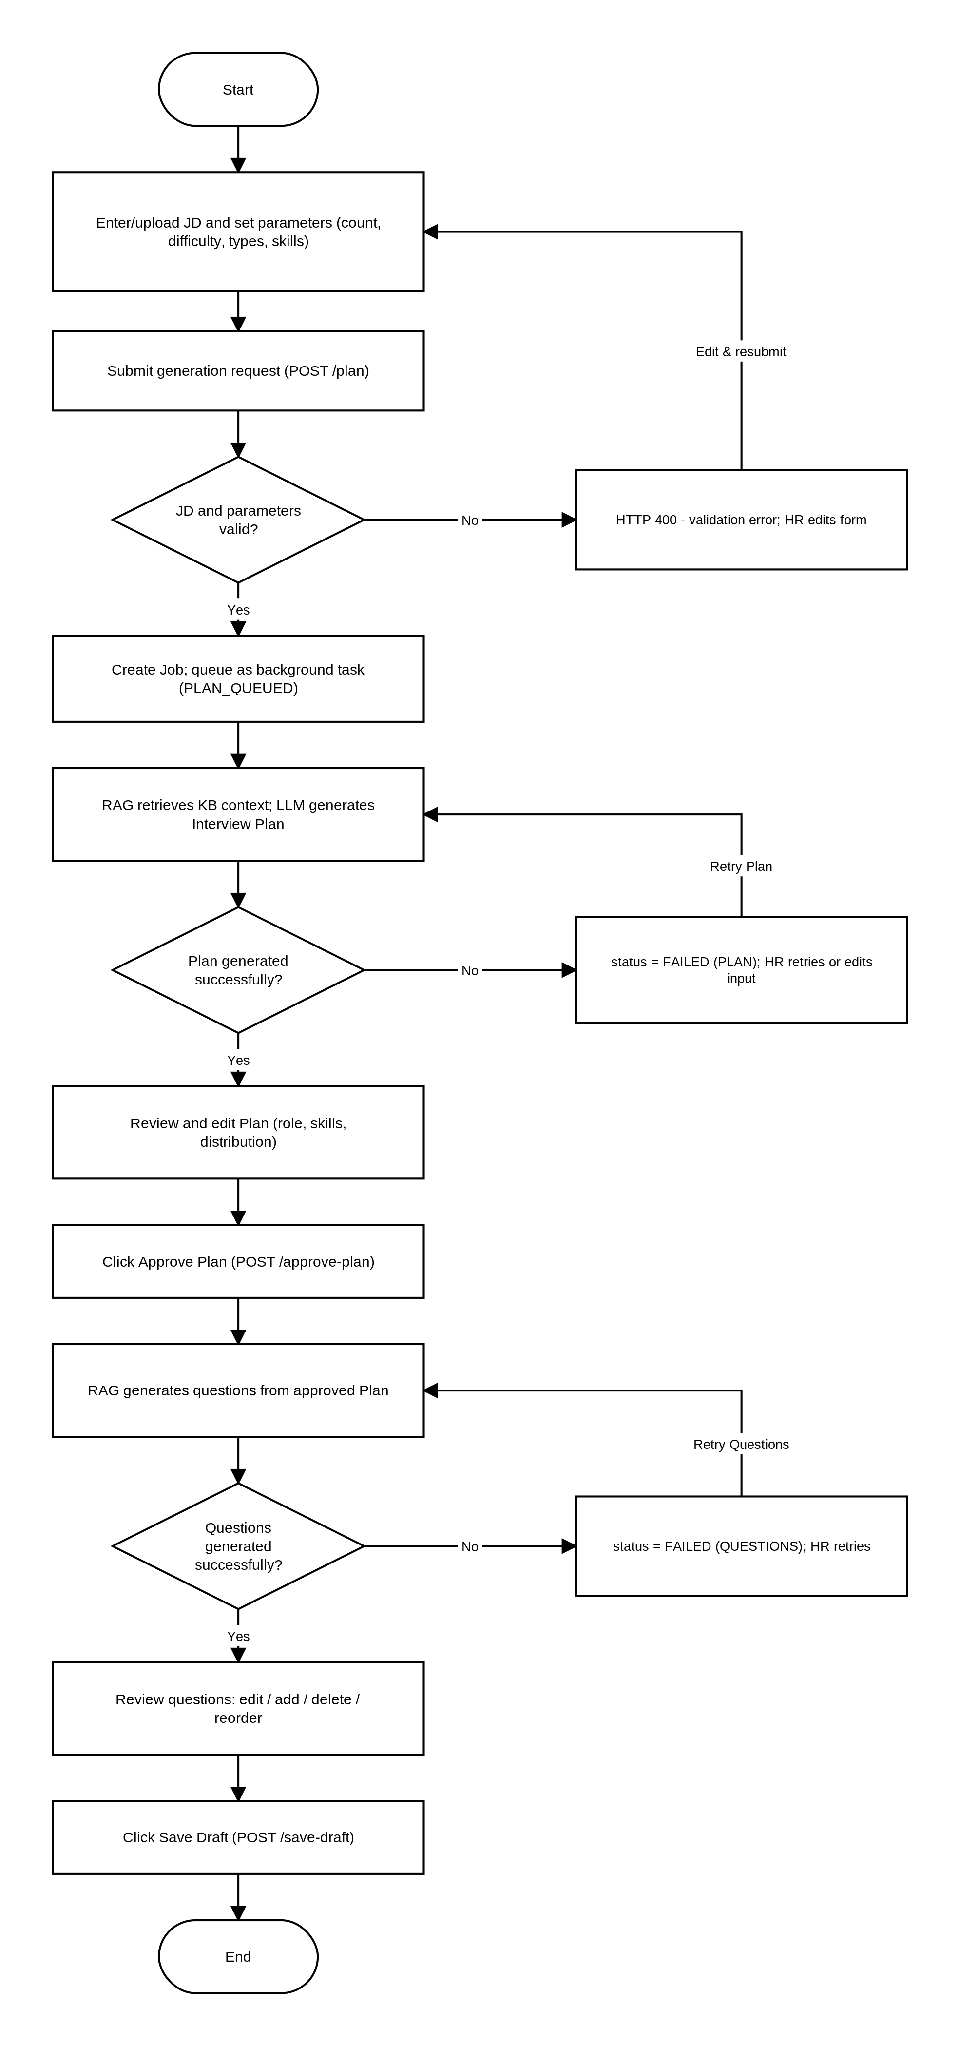 Start
Enter/upload JD and set parameters (count,
difficulty, types, skills)
Edit & resubmit
Submit generation request (POST /plan)
JD and parameters
valid?
No
HTTP 400 - validation error; HR edits form
Yes
Create Job; queue as background task
(PLAN_QUEUED)
RAG retrieves KB context; LLM generates
Interview Plan
Retry Plan
Plan generated
successfully?
No
status = FAILED (PLAN); HR retries or edits
input
Yes
Review and edit Plan (role, skills,
distribution)
Click Approve Plan (POST /approve-plan)
RAG generates questions from approved Plan
Retry Questions
Questions
generated
successfully?
No
status = FAILED (QUESTIONS); HR retries
Yes
Review questions: edit / add / delete /
reorder
Click Save Draft (POST /save-draft)
End